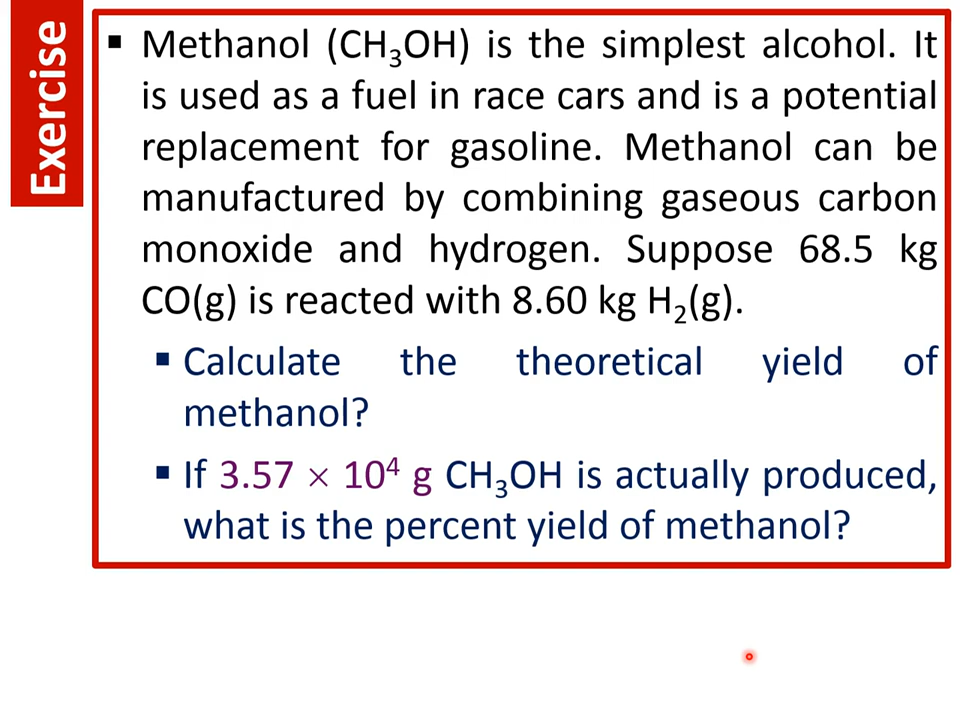 Exercise
▪ Methanol (CH₃OH) is the simplest alcohol. It
is used as a fuel in race cars and is a potential
replacement for gasoline. Methanol can be
manufactured by combining gaseous carbon
monoxide and hydrogen. Suppose 68.5 kg
CO(g) is reacted with 8.60 kg H₂(g).
▪ Calculate the theoretical yield of
methanol?
▪ If 3.57 × 10⁴ g CH₃OH is actually produced,
what is the percent yield of methanol?